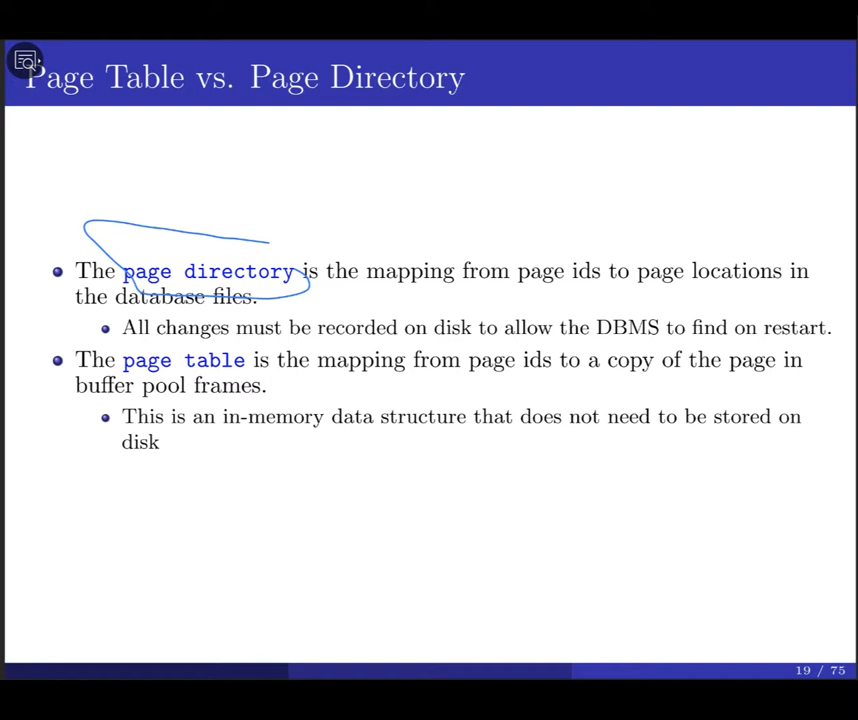 Page Table vs. Page Directory
The page directory is the mapping from page ids to page locations in
the database files.
All changes must be recorded on disk to allow the DBMS to find on restart.
The page table is the mapping from page ids to a copy of the page in
buffer pool frames.
This is an in-memory data structure that does not need to be stored on
disk
19 / 75